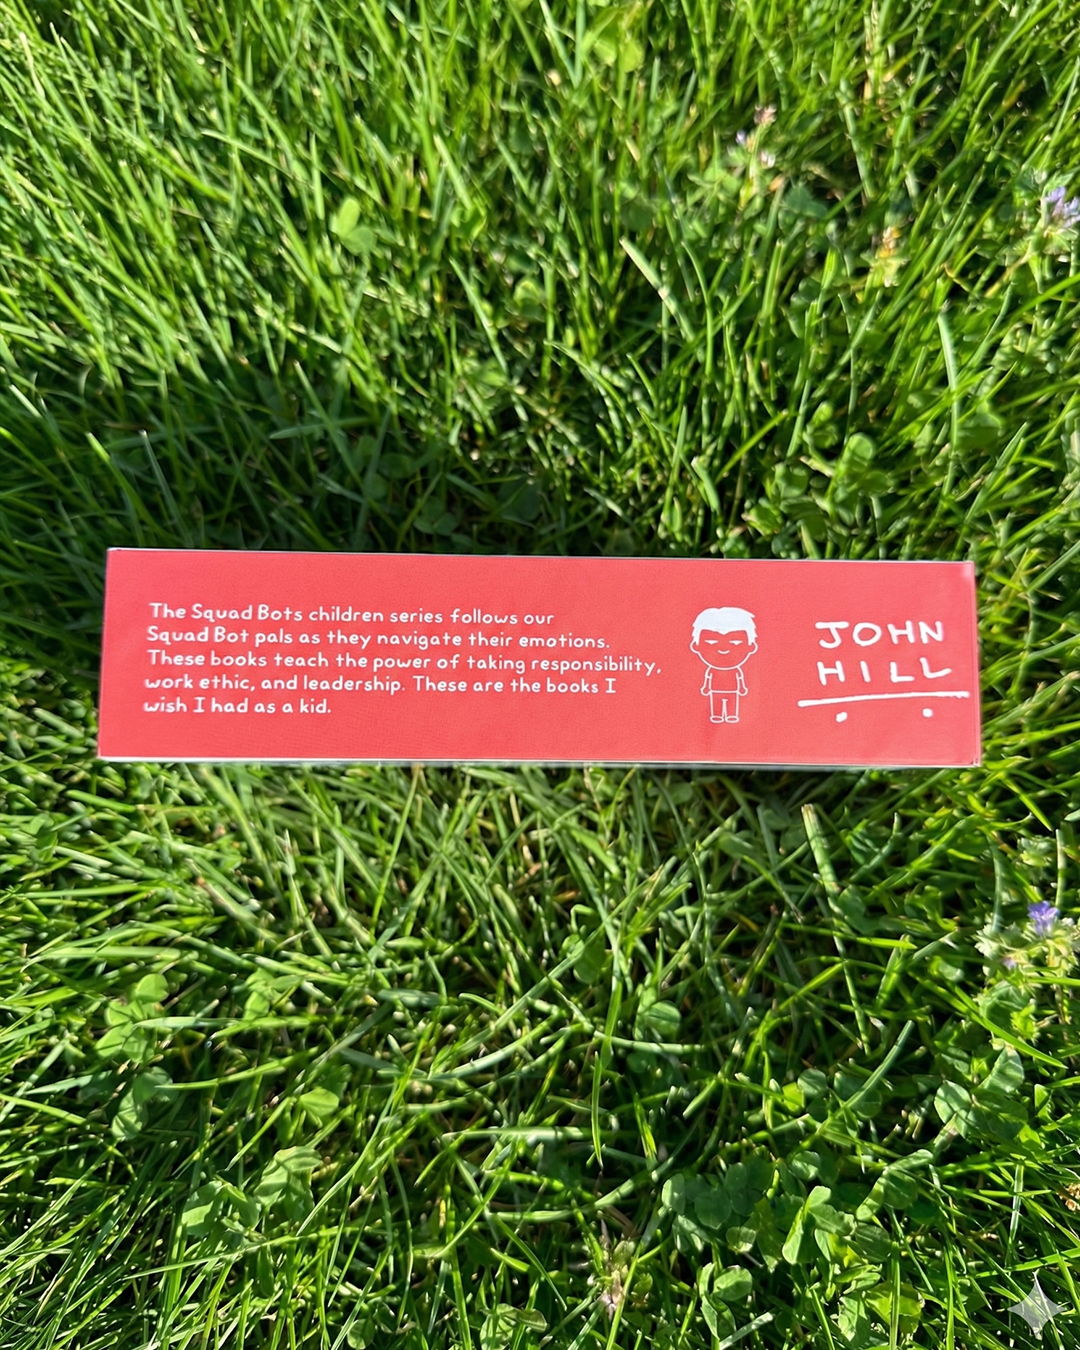 The Squad Bots children series follows our
Squad Bot pals as they navigate their emotions.
These books teach the power of taking responsibility,
work ethic, and leadership. These are the books I
wish I had as a kid.
JOHN
HILL